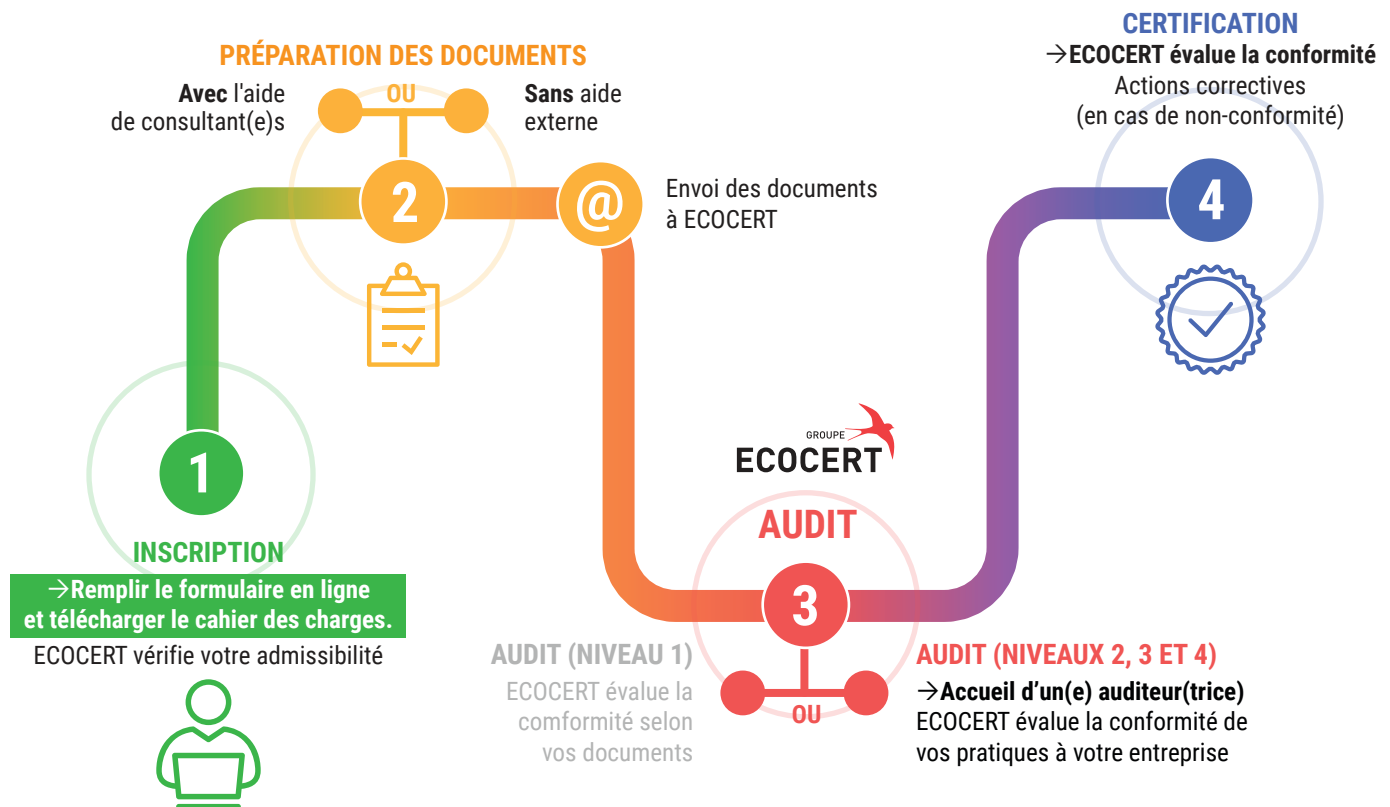 1
INSCRIPTION
→Remplir le formulaire en ligne
et télécharger le cahier des charges.
ECOCERT vérifie votre admissibilité
PRÉPARATION DES DOCUMENTS
Avec l'aide
de consultant(e)s
OU
Sans aide
externe
2
@
Envoi des documents
à ECOCERT
GROUPE
ECOCERT
AUDIT
3
AUDIT (NIVEAU 1)
ECOCERT évalue la
comformité selon
vos documents
OU
AUDIT (NIVEAUX 2, 3 ET 4)
→Accueil d’un(e) auditeur(trice)
ECOCERT évalue la conformité de
vos pratiques à votre entreprise
CERTIFICATION
→ECOCERT évalue la conformité
Actions correctives
(en cas de non-conformité)
4